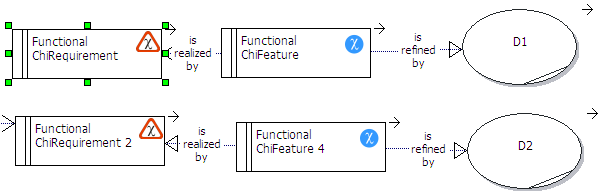 Functional
ChiRequirement
χ
is
realized
by
Functional
ChiFeature
χ
is
refined
by
D1
Functional
ChiRequirement 2
χ
is
realized
by
Functional
ChiFeature 4
χ
is
refined
by
D2